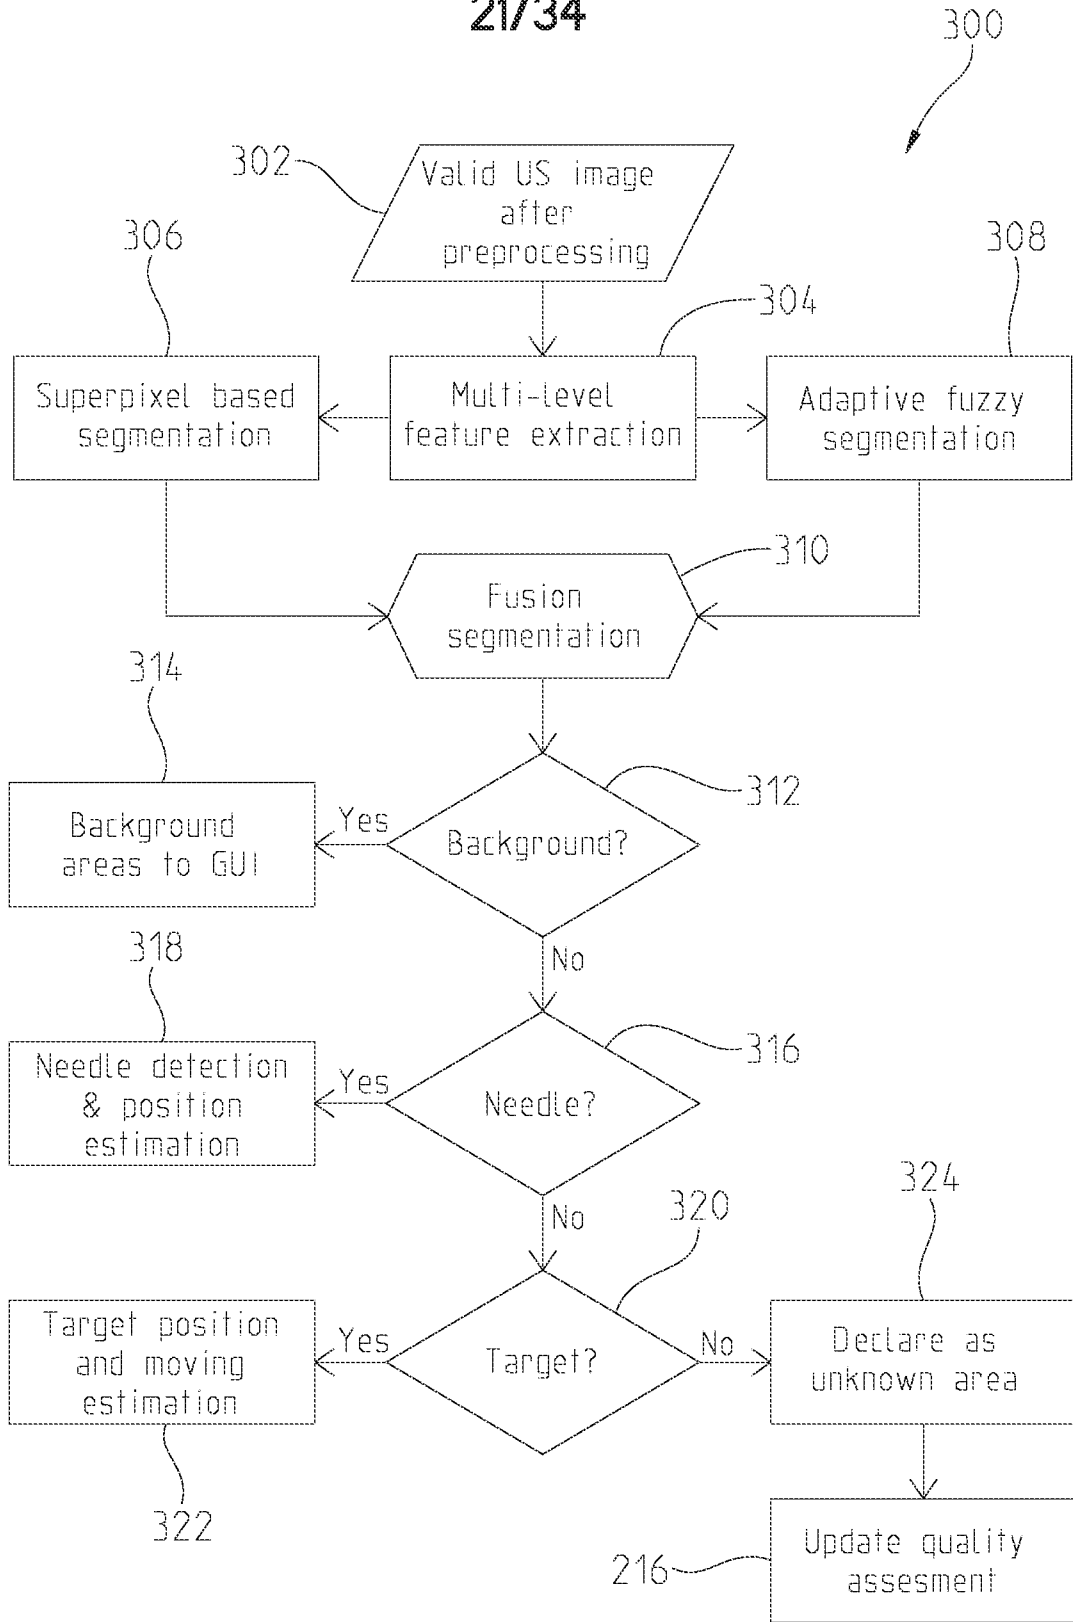 21/34
300
302
Valid US image
after
preprocessing
306
308
304
Superpixel based
segmentation
Multi-level
feature extraction
Adaptive fuzzy
segmentation
310
Fusion
segmentation
314
312
Background
areas to GUI
Yes
Background?
No
318
316
Needle detection
& position
estimation
Yes
Needle?
No
320
324
Target position
and moving
estimation
Yes
Target?
No
Declare as
unknown area
322
216
Update quality
assesment